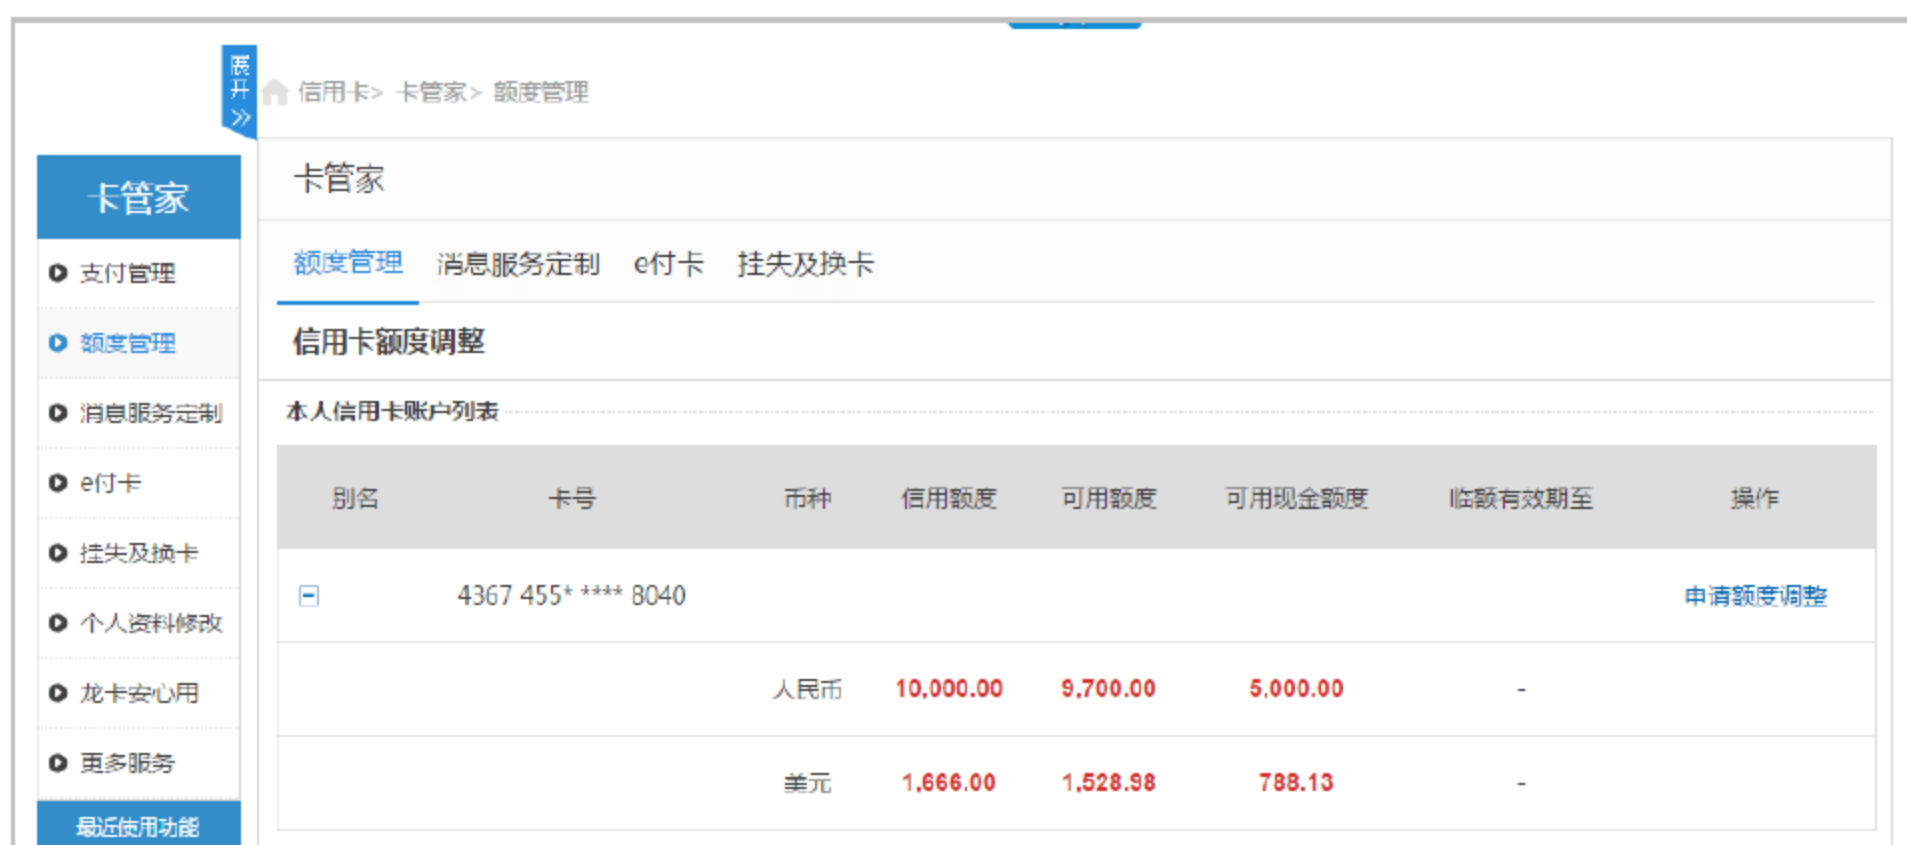 展开
信用卡> 卡管家> 额度管理
卡管家
支付管理
额度管理
消息服务定制
e付卡
挂失及换卡
个人资料修改
龙卡安心用
更多服务
最近使用功能
卡管家
额度管理 消息服务定制 e付卡 挂失及换卡
信用卡额度调整
本人信用卡账户列表
别名 卡号 币种 信用额度 可用额度 可用现金额度 临额有效期至 操作
4367 455* **** 8040 申请额度调整
人民币 10,000.00 9,700.00 5,000.00 -
美元 1,666.00 1,528.98 788.13 -